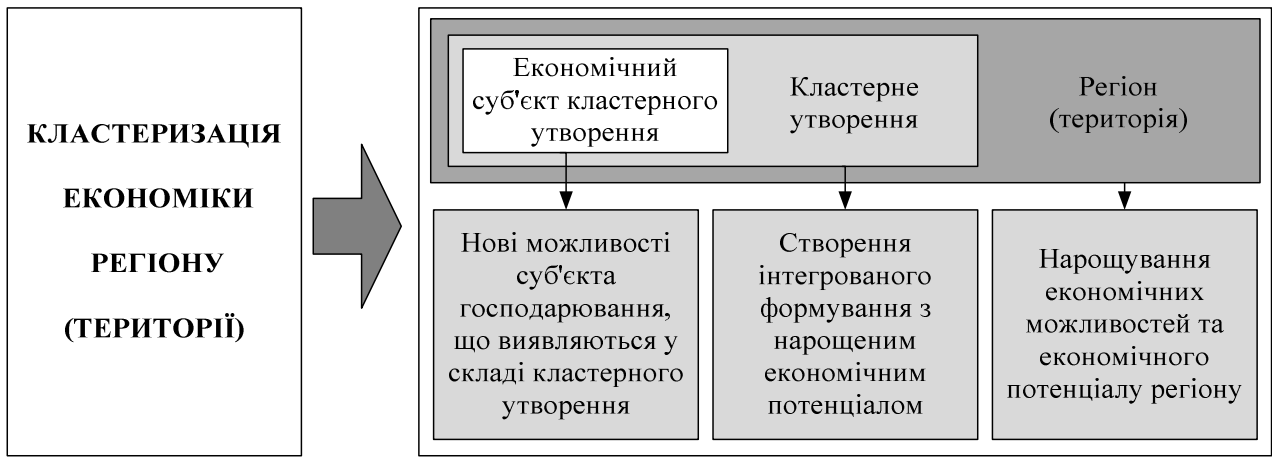 КЛАСТЕРИЗАЦІЯ
ЕКОНОМІКИ
РЕГІОНУ
(ТЕРИТОРІЇ)
Економічний
суб'єкт кластерного
утворення
Кластерне
утворення
Регіон
(територія)
Нові можливості
суб'єкта
господарювання,
що виявляються у
складі кластерного
утворення
Створення
інтегрованого
формування з
нарощеним
економічним
потенціалом
Нарощування
економічних
можливостей та
економічного
потенціалу регіону